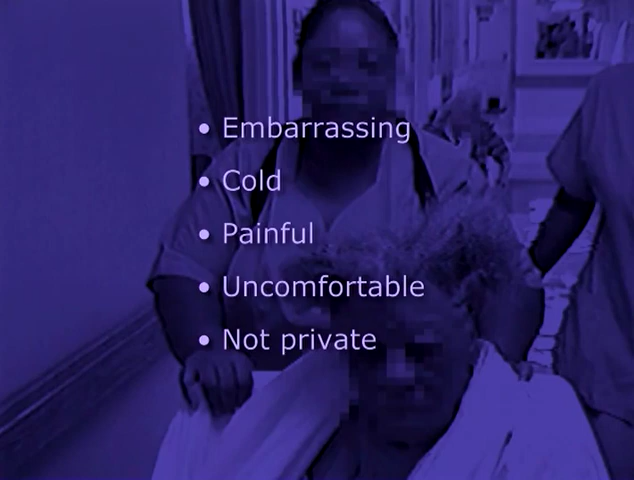 • Embarrassing
• Cold
• Painful
• Uncomfortable
• Not private